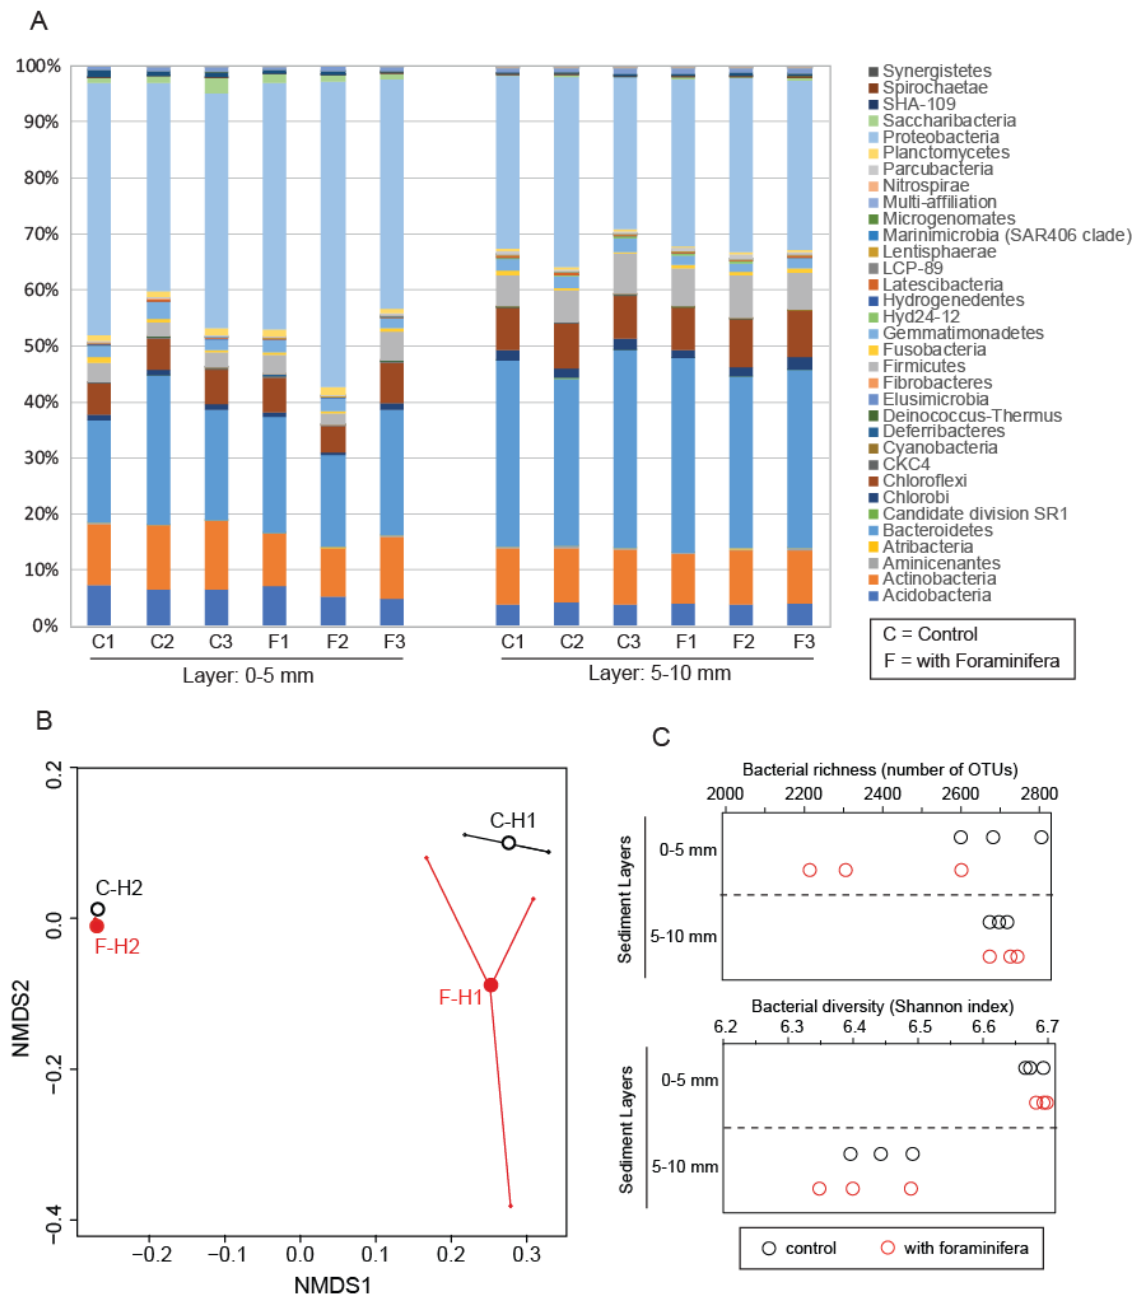 A
100%
90%
80%
70%
60%
50%
40%
30%
20%
10%
0%
C1 C2 C3 F1 F2 F3 C1 C2 C3 F1 F2 F3
Layer: 0-5 mm Layer: 5-10 mm
Synergistetes
Spirochaetae
SHA-109
Saccharibacteria
Proteobacteria
Planctomycetes
Parcubacteria
Nitrospirae
Multi-affiliation
Microgenomates
Marinimicrobia (SAR406 clade)
Lentisphaerae
LCP-89
Latescibacteria
Hydrogenedentes
Hyd24-12
Gemmatimonadetes
Fusobacteria
Firmicutes
Fibrobacteres
Elusimicrobia
Deinococcus-Thermus
Deferribacteres
Cyanobacteria
CKC4
Chloroflexi
Chlorobi
Candidate division SR1
Bacteroidetes
Atribacteria
Aminicenantes
Actinobacteria
Acidobacteria
C = Control
F = with Foraminifera
B
NMDS2
0.2
0.0
−0.2
−0.4
C-H1
C-H2
F-H2
F-H1
−0.2 −0.1 0.0 0.1 0.2 0.3
NMDS1
C
Bacterial richness (number of OTUs)
2000 2200 2400 2600 2800
Sediment Layers
0-5 mm
5-10 mm
Bacterial diversity (Shannon index)
6.2 6.3 6.4 6.5 6.6 6.7
Sediment Layers
0-5 mm
5-10 mm
control with foraminifera